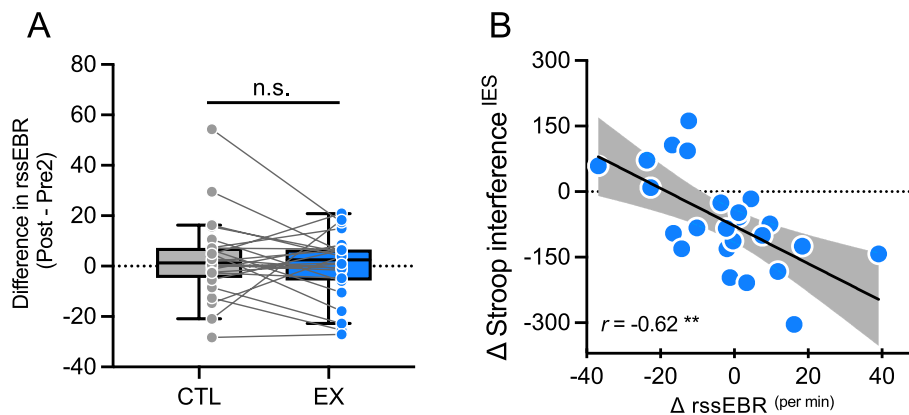 A
Difference in rssEBR
(Post - Pre2)
80
60
40
20
0
-20
-40
n.s.
CTL
EX
B
Δ Stroop interference IES
300
150
0
-150
-300
r = -0.62 **
-40
-20
0
20
40
Δ rssEBR (per min)